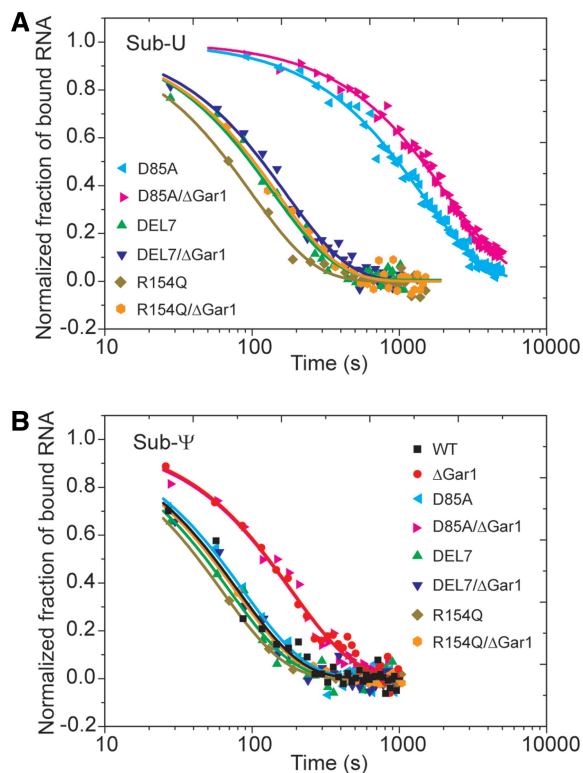 A
Sub-U
Normalized fraction of bound RNA
1.0
0.8
0.6
0.4
0.2
0.0
-0.2
D85A
D85A/ΔGar1
DEL7
DEL7/ΔGar1
R154Q
R154Q/ΔGar1
10
100
1000
10000
Time (s)
B
Sub-Ψ
Normalized fraction of bound RNA
1.0
0.8
0.6
0.4
0.2
0.0
-0.2
WT
ΔGar1
D85A
D85A/ΔGar1
DEL7
DEL7/ΔGar1
R154Q
R154Q/ΔGar1
10
100
1000
10000
Time (s)